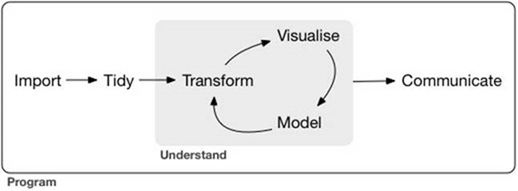 Visualise
Import
Tidy
Transform
Communicate
Model
Understand
Program